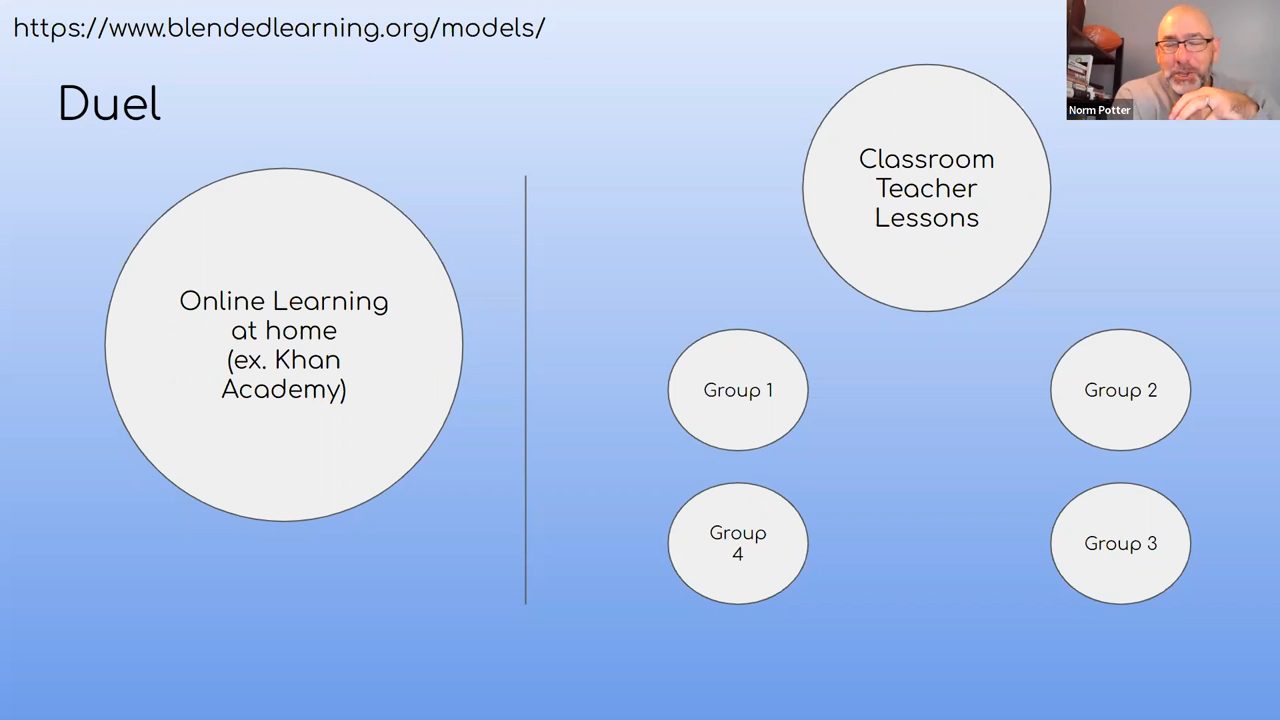 https://www.blendedlearning.org/models/
Norm Potter
Duel
Classroom
Teacher
Lessons
Online Learning
at home
(ex. Khan
Academy)
Group 1
Group 2
Group
4
Group 3